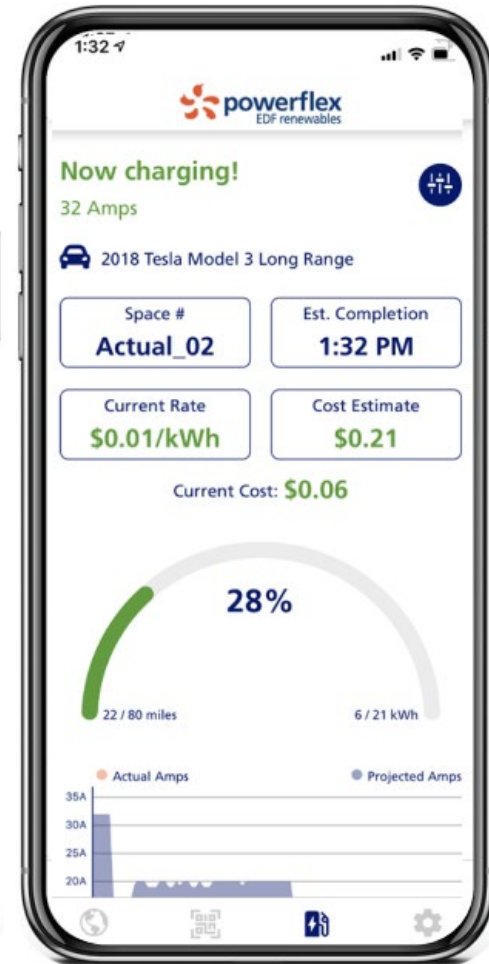 1:32
powerflex
EDF renewables
Now charging!
32 Amps
2018 Tesla Model 3 Long Range
Space #
Actual_02
Est. Completion
1:32 PM
Current Rate
$0.01/kWh
Cost Estimate
$0.21
Current Cost: $0.06
28%
22 / 80 miles
6 / 21 kWh
Actual Amps
Projected Amps
35A
30A
25A
20A